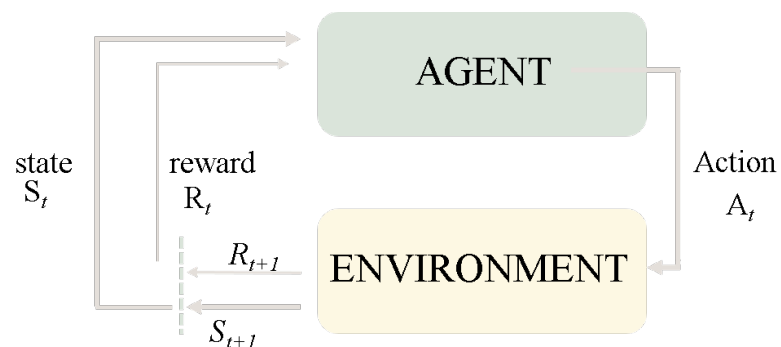 AGENT
state
S_t
reward
R_t
Action
A_t
R_{t+1}
ENVIRONMENT
S_{t+1}